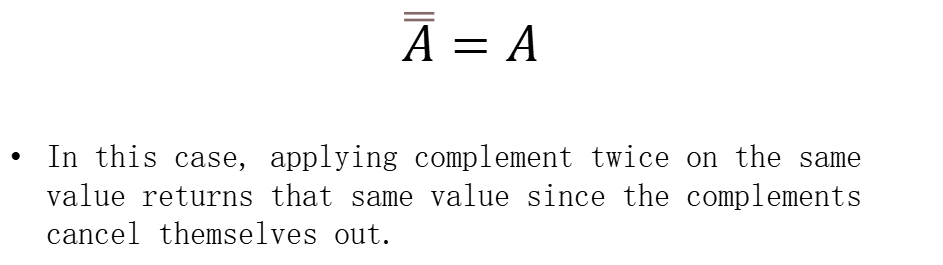 A̿ = A
• In this case, applying complement twice on the same
value returns that same value since the complements
cancel themselves out.